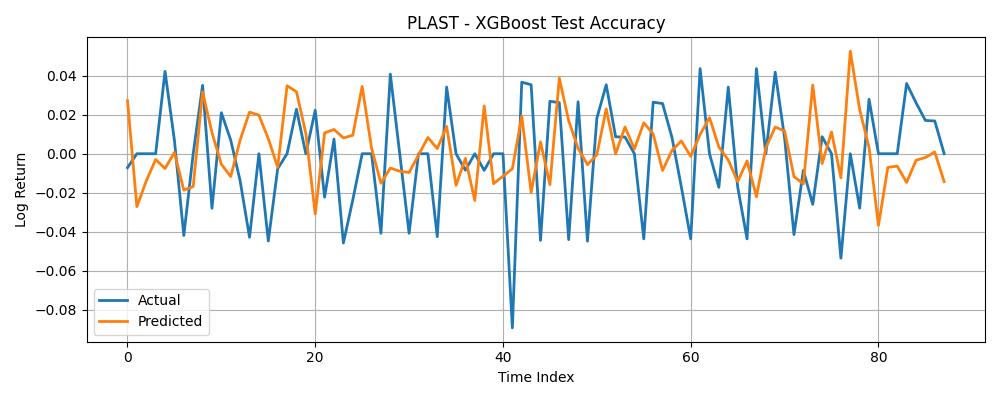 PLAST - XGBoost Test Accuracy
Log Return
0.04
0.02
0.00
−0.02
−0.04
−0.06
−0.08
Actual
Predicted
0 20 40 60 80
Time Index